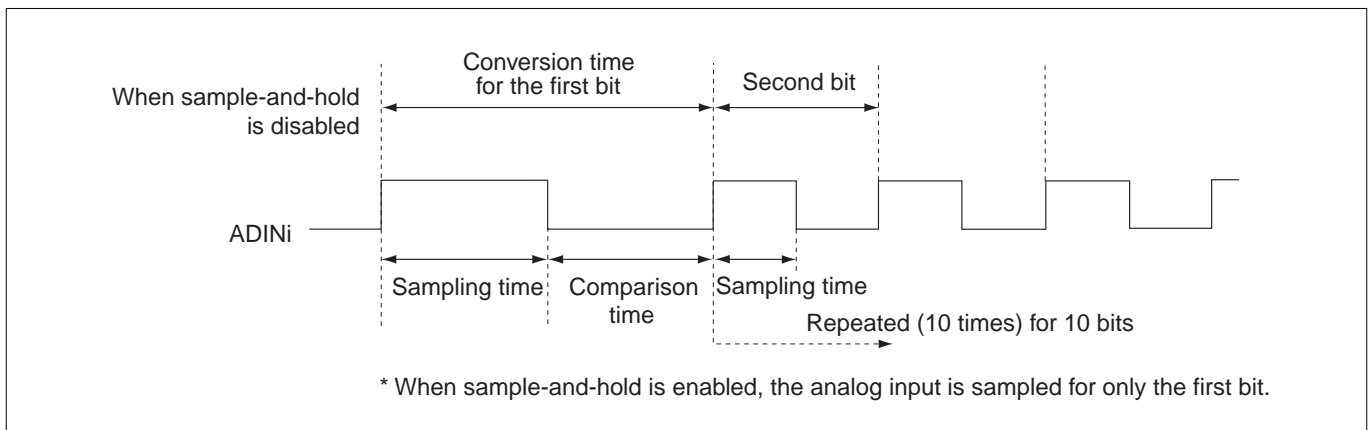 When sample-and-hold
is disabled
Conversion time
for the first bit
Second bit
ADINi
Sampling time
Comparison
time
Sampling time
Repeated (10 times) for 10 bits
* When sample-and-hold is enabled, the analog input is sampled for only the first bit.